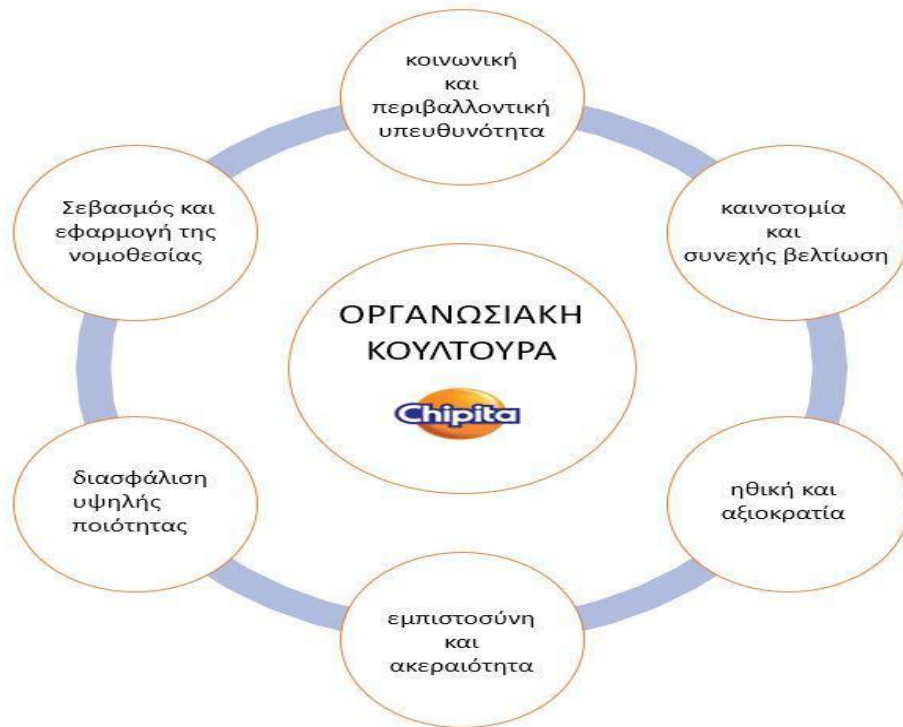 κοινωνική
και
περιβαλλοντική
υπευθυνότητα
καινοτομία
και
συνεχής βελτίωση
ηθική και
αξιοκρατία
εμπιστοσύνη
και
ακεραιότητα
διασφάλιση
υψηλής
ποιότητας
Σεβασμός και
εφαρμογή της
νομοθεσίας
ΟΡΓΑΝΩΣΙΑΚΗ
ΚΟΥΛΤΟΥΡΑ
Chipita